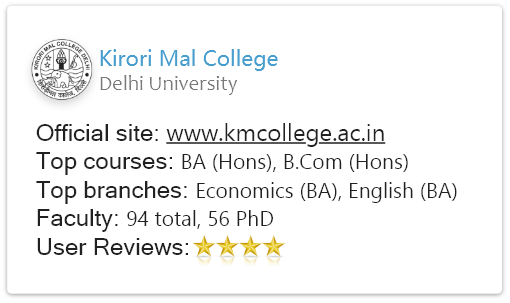 KIRORI MAL COLLEGE DELHI
Kirori Mal College
Delhi University
Official site: www.kmcollege.ac.in
Top courses: BA (Hons), B.Com (Hons)
Top branches: Economics (BA), English (BA)
Faculty: 94 total, 56 PhD
User Reviews: